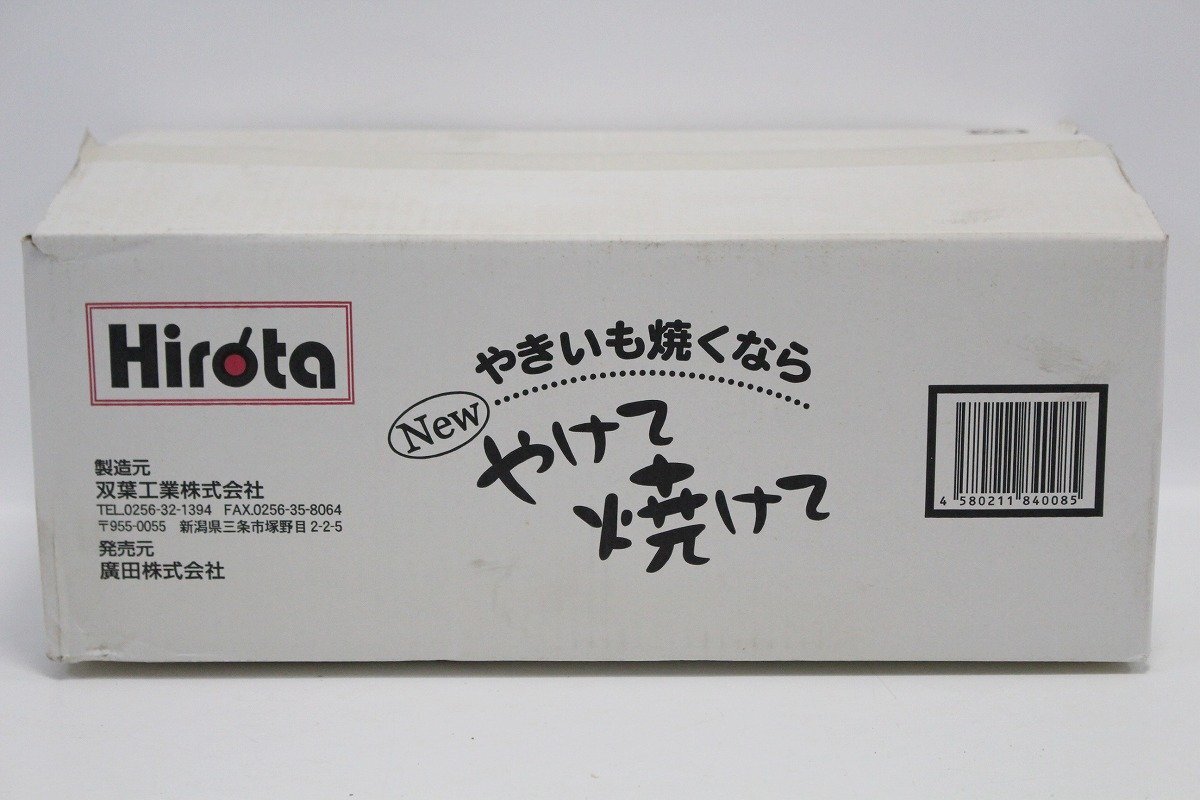 Hirota
製造元
双葉工業株式会社
TEL.0256-32-1394 FAX.0256-35-8064
〒955-0055 新潟県三条市塚野目2-2-5
発売元
廣田株式会社
やきいも焼くなら
New
やけて
焼けて
4 580211 840085